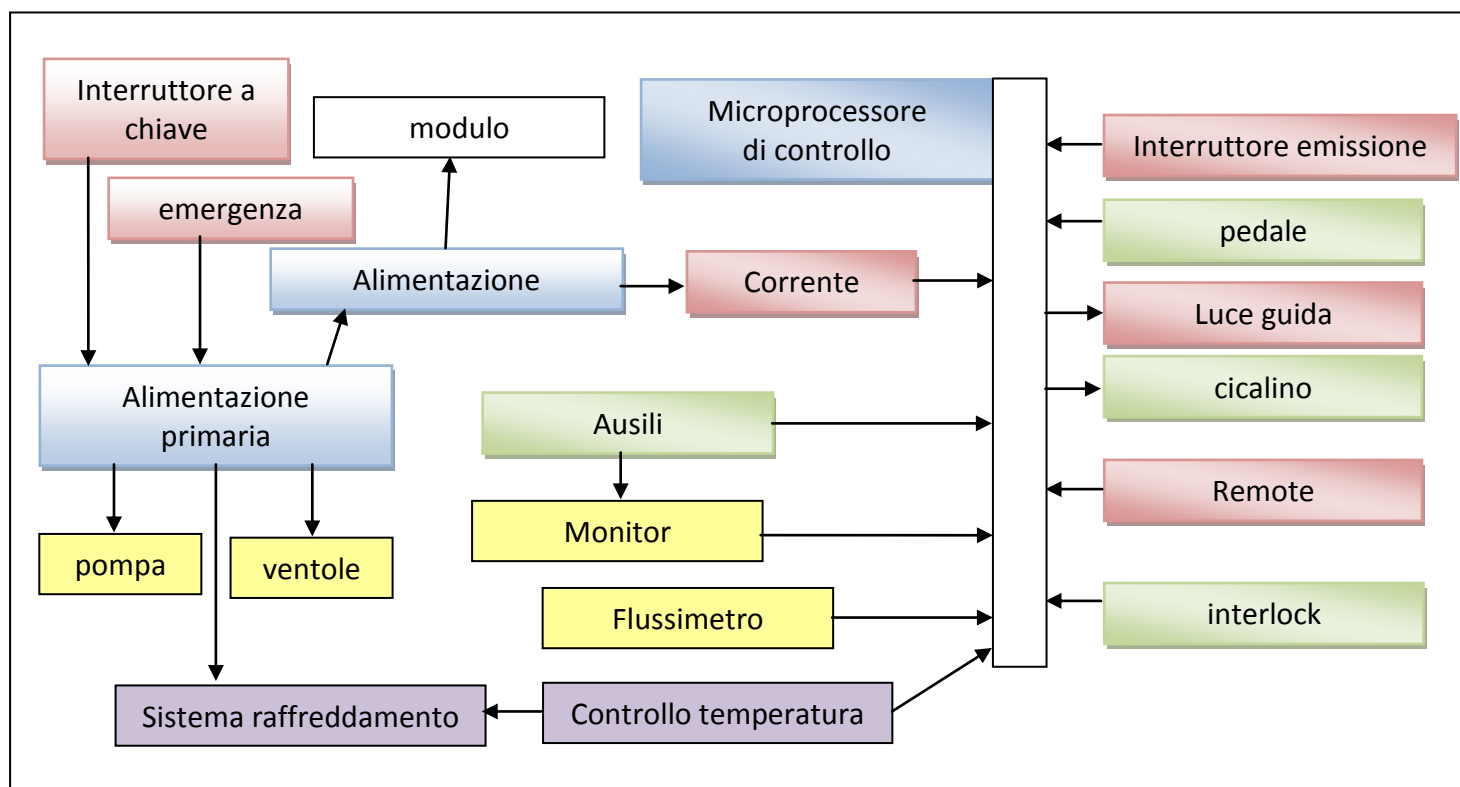 Interruttore a
chiave
modulo
Microprocessore
di controllo
Interruttore emissione
emergenza
pedale
Alimentazione
Corrente
Luce guida
Alimentazione
primaria
cicalino
Ausili
Remote
Monitor
pompa
ventole
interlock
Flussimetro
Sistema raffreddamento
Controllo temperatura